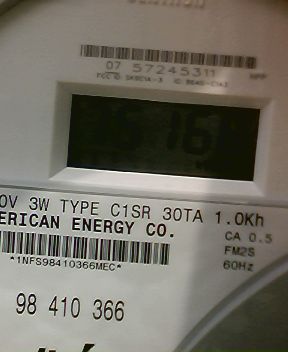 07 57245311
0V 3W TYPE C1SR 30TA 1.0Kh
ERICAN ENERGY CO.
CA 0.5
FM2S
60Hz
*1NFS98410366MEC*
98 410 366